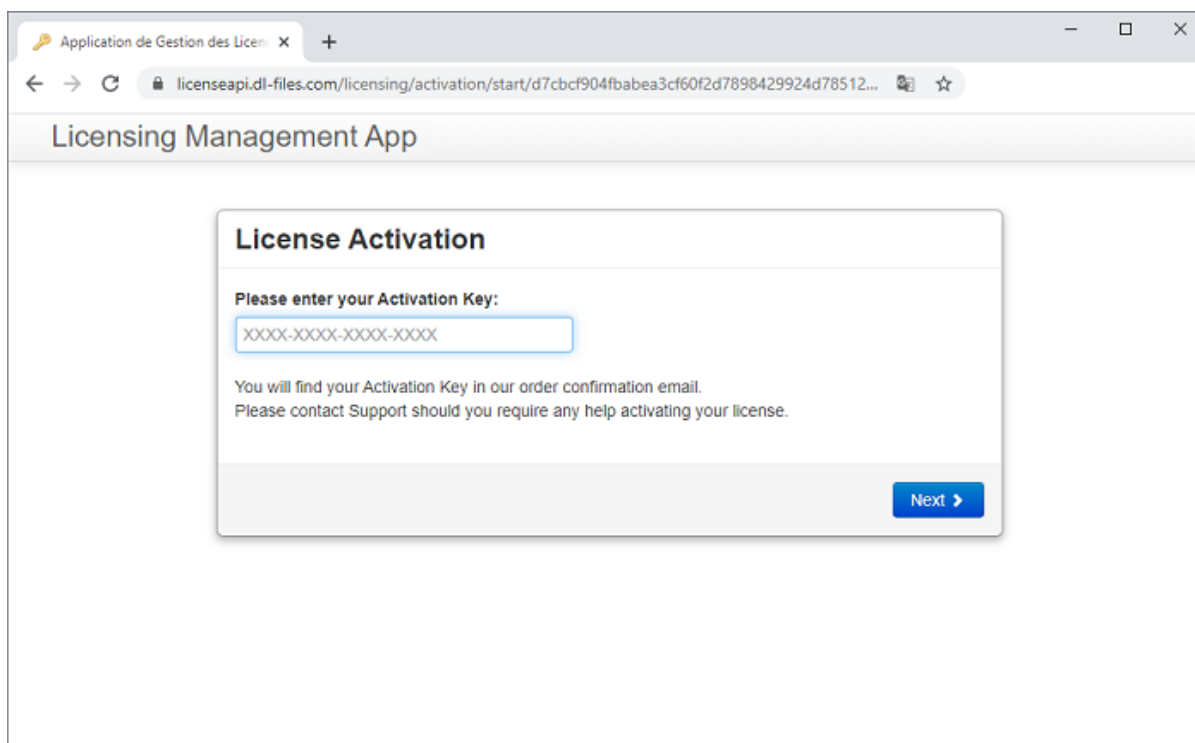 Application de Gestion des Licen
licenseapi.dl-files.com/licensing/activation/start/d7cbcf904fbabea3cf60f2d7898429924d78512...
Licensing Management App
License Activation
Please enter your Activation Key:
XXXX-XXXX-XXXX-XXXX
You will find your Activation Key in our order confirmation email.
Please contact Support should you require any help activating your license.
Next